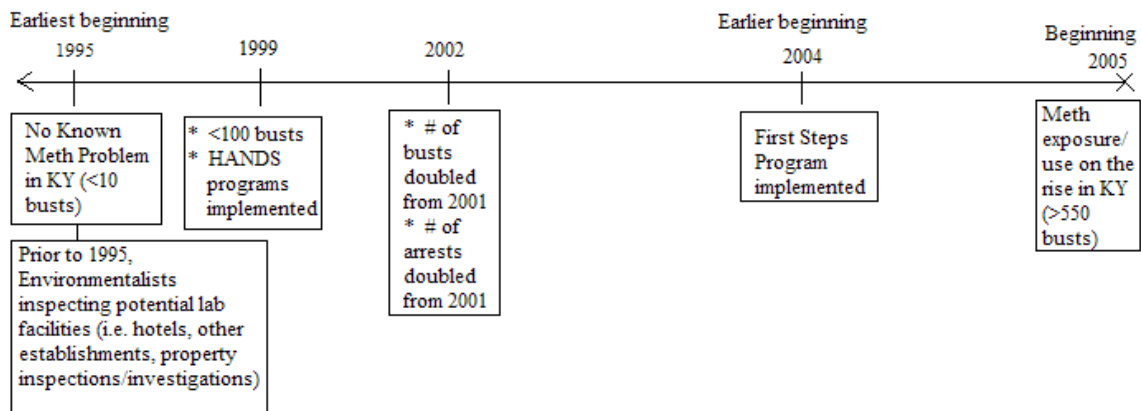 Earliest beginning
1995
1999
2002
Earlier beginning
2004
Beginning
2005
No Known
Meth Problem
in KY (<10
busts)
* <100 busts
* HANDS
programs
implemented
* # of
busts
doubled
from 2001
* # of
arrests
doubled
from 2001
First Steps
Program
implemented
Meth
exposure/
use on the
rise in KY
(>550
busts)
Prior to 1995,
Environmentalists
inspecting potential lab
facilities (i.e. hotels, other
establishments, property
inspections/investigations)